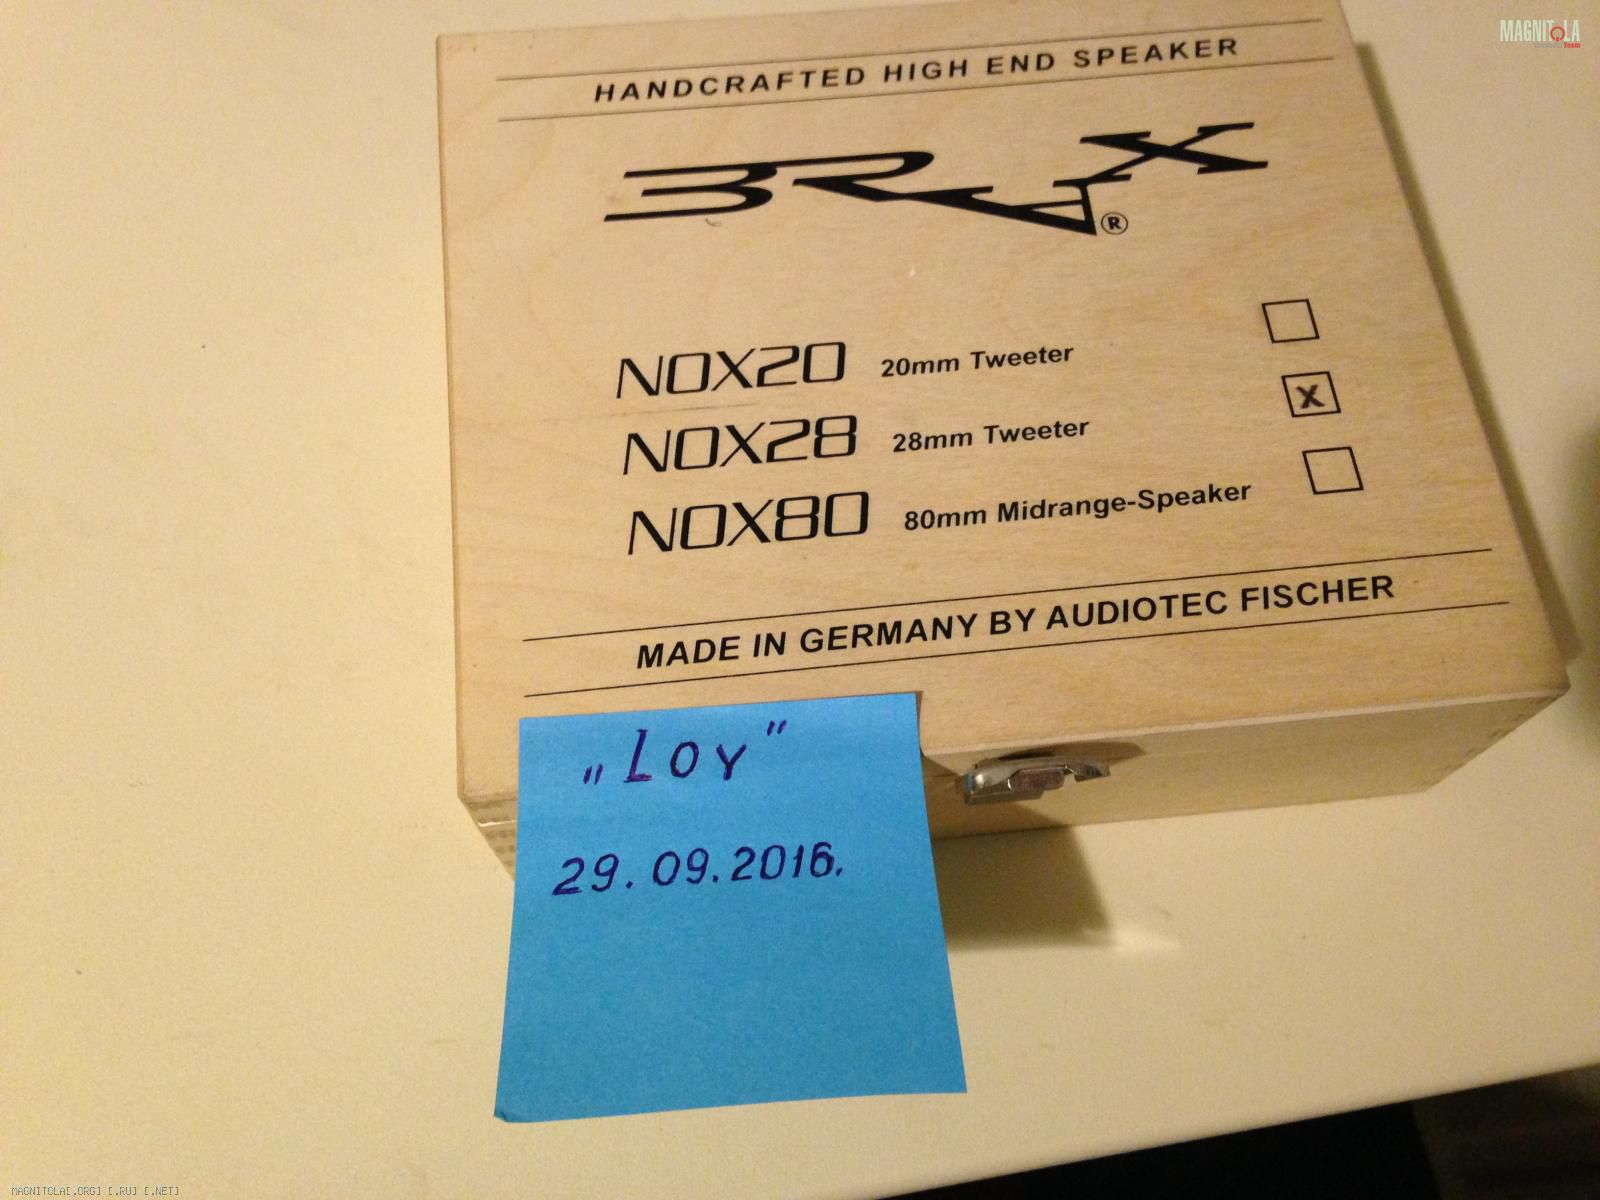 MAGNITOLA
Team
HANDCRAFTED HIGH END SPEAKER
BRAX®
NOX20 20mm Tweeter
NOX28 28mm Tweeter X
NOX80 80mm Midrange-Speaker
MADE IN GERMANY BY AUDIOTEC FISCHER
„Loy”
29.09.2016.
MAGNITOLA[.ORG] [.RU] [.NET]